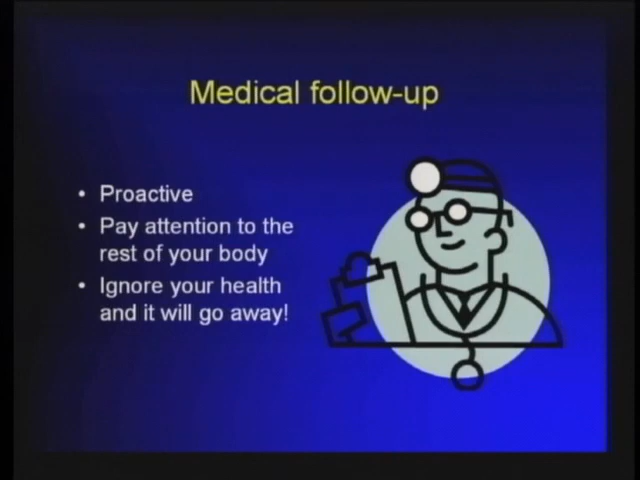 Medical follow-up
• Proactive
• Pay attention to the
rest of your body
• Ignore your health
and it will go away!